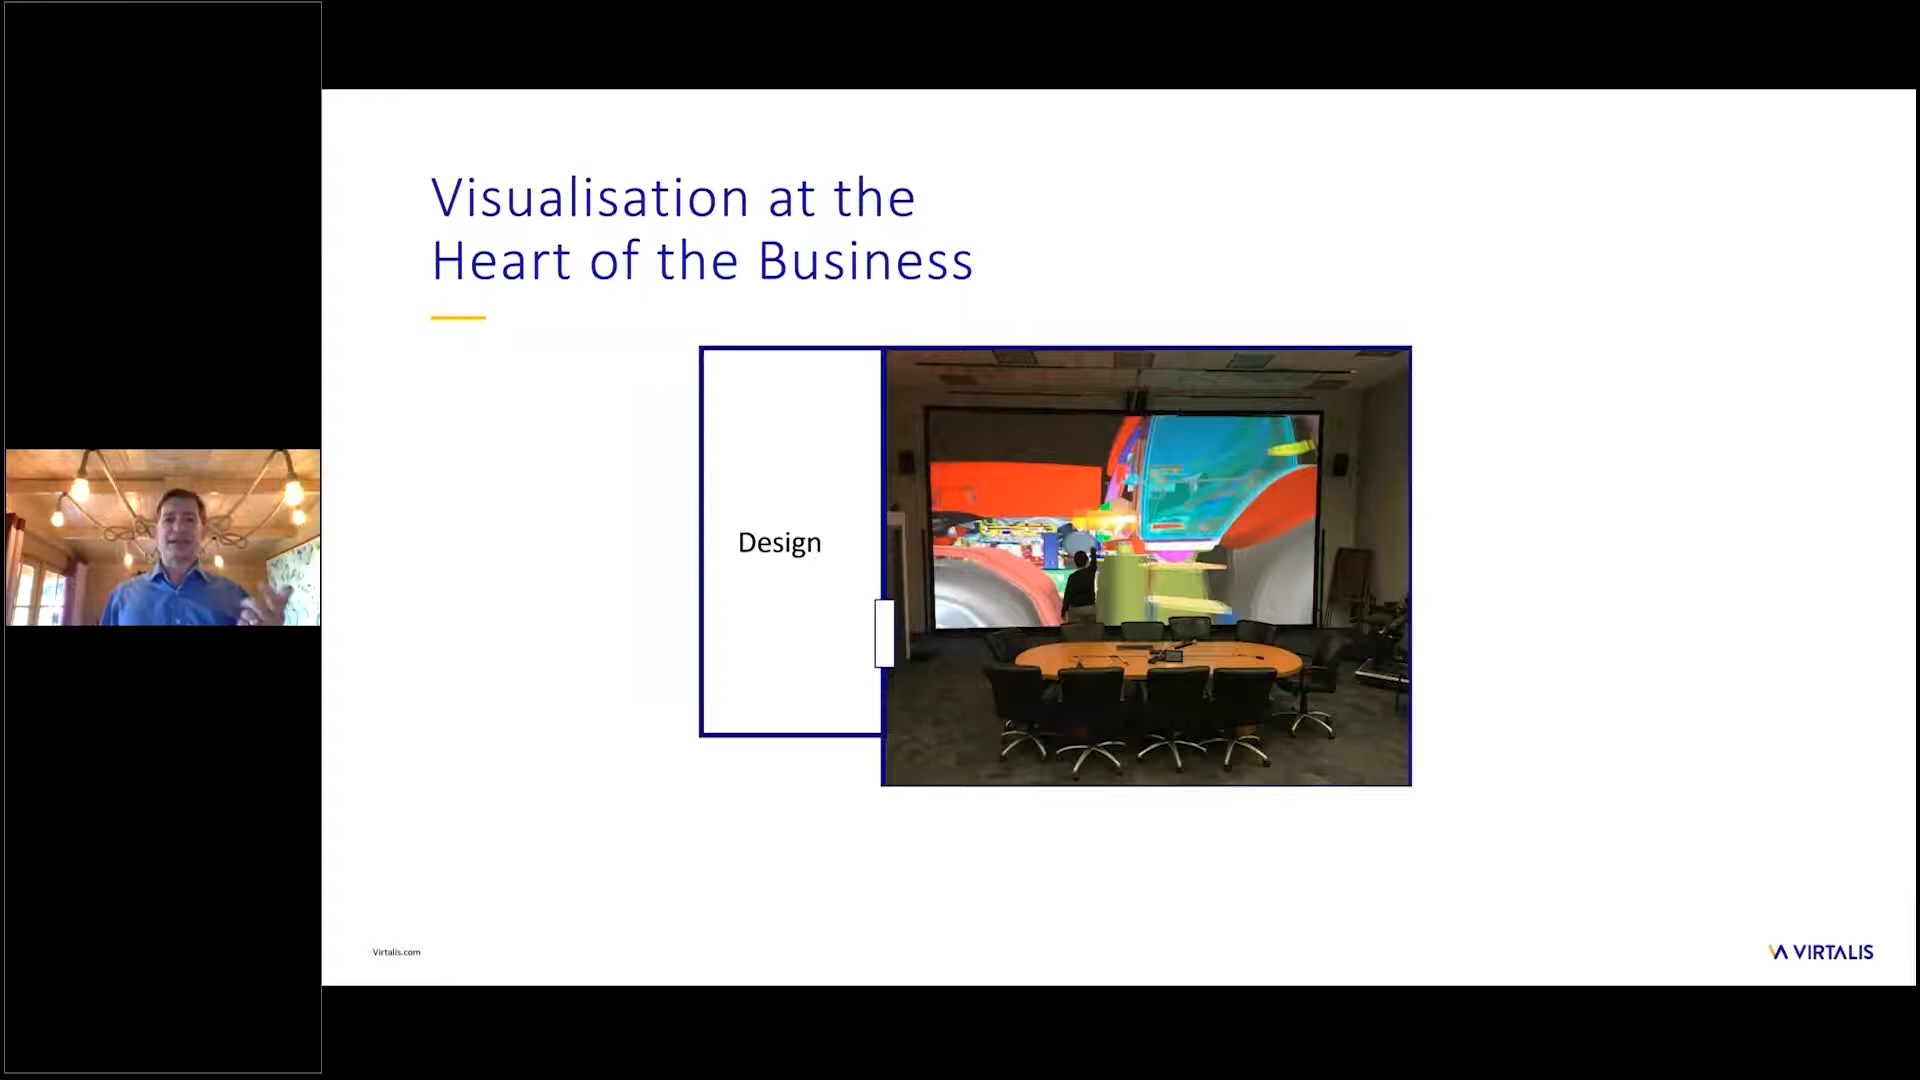 Visualisation at the
Heart of the Business
Design
Virtalis.com
VIRTALIS